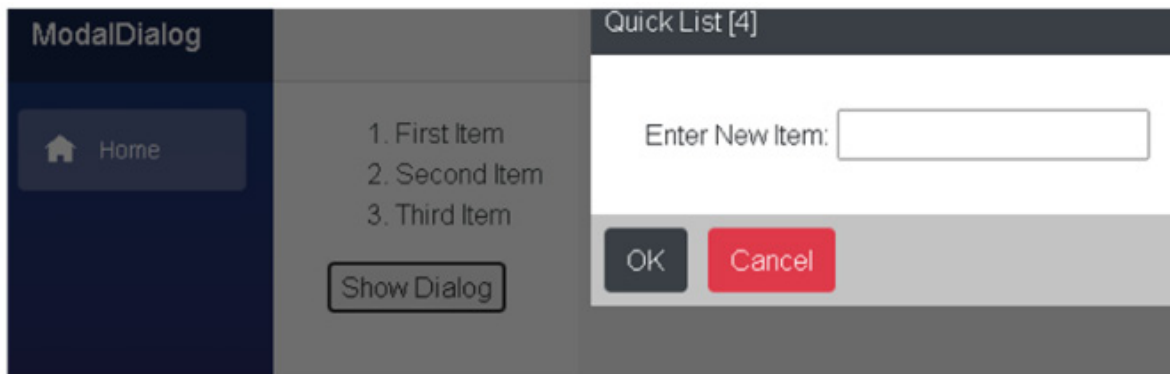 ModalDialog
Home
1. First Item
2. Second Item
3. Third Item
Show Dialog
Quick List [4]
Enter New Item:
OK
Cancel